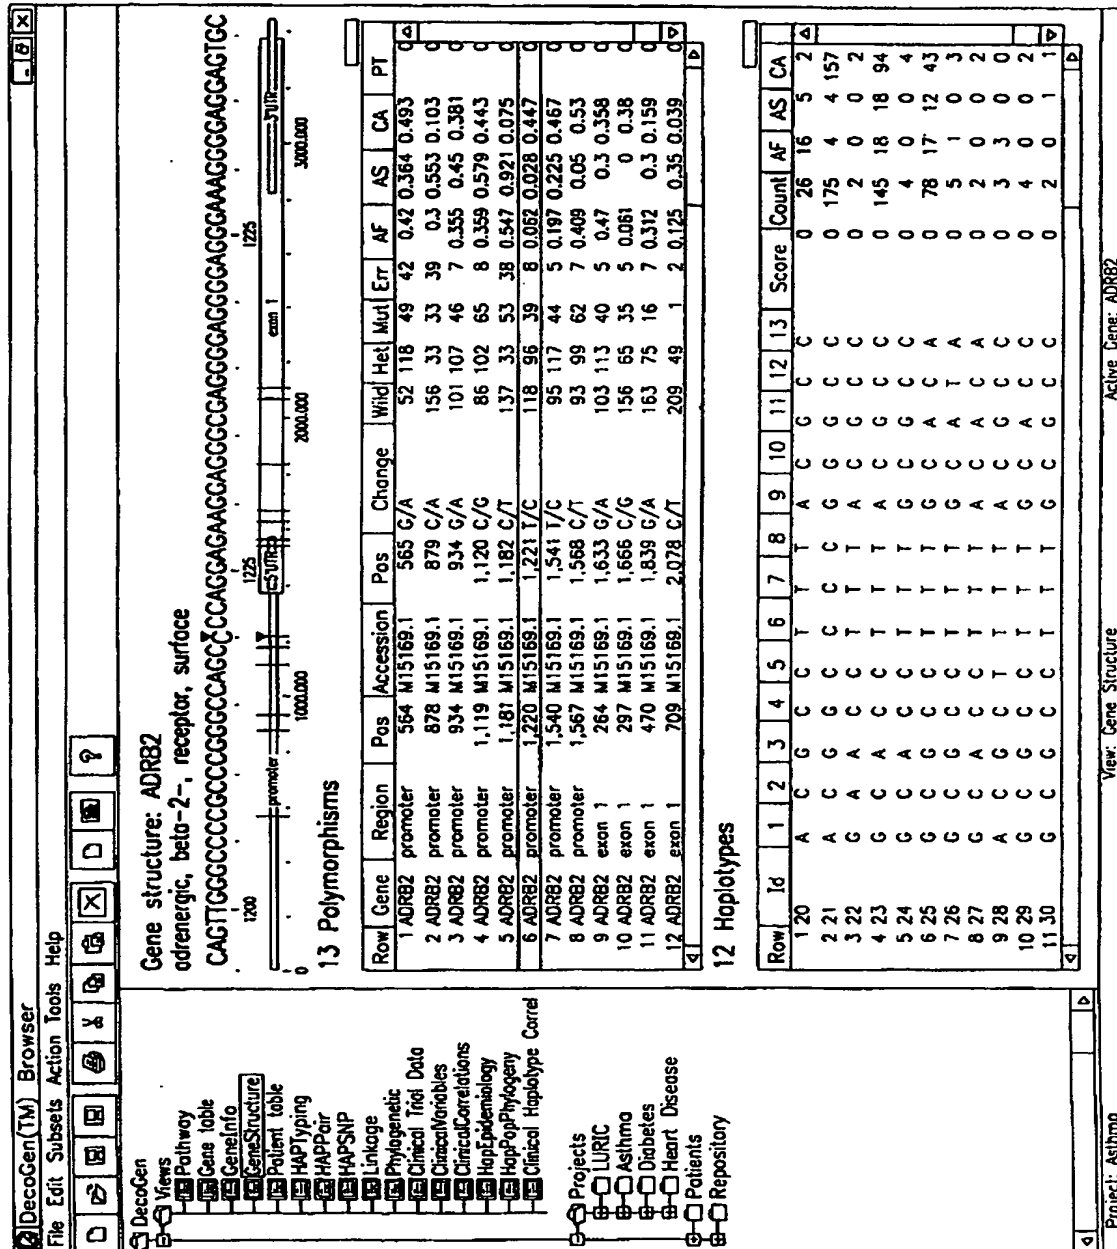 DecoGen(TM) Browser
File Edit Subsets Action Tools Help
?
DecoGen
Views
Pathway
Gene table
GeneInfo
GeneStructure
Patient table
HAPTyping
HAPPair
HAPSNP
Linkage
Phylogenetic
Clinical Trial Data
ClinicalVariables
ClinicalCorrelations
HapEpidemiology
HapPopPhylogeny
Clinical Haplotype Correl
Projects
LURIC
Asthma
Diabetes
Heart Disease
Patients
Repository
Gene structure: ADRB2
adrenergic, beta-2-, receptor, surface
1200 1225 1225
promoter 5'UTR exon 1 3'UTR
0 1000.000 2000.000 3000.000
13 Polymorphisms
Row Gene Region Pos Accession Pos Change Wild Het Mut Err AF AS CA PT
1 ADRB2 promoter 564 M15169.1 565 G/A 52 118 49 42 0.42 0.364 0.493 0
2 ADRB2 promoter 878 M15169.1 879 C/A 156 33 33 39 0.3 0.553 0.103 0
3 ADRB2 promoter 934 M15169.1 934 G/A 101 107 46 7 0.355 0.45 0.381 0
4 ADRB2 promoter 1,119 M15169.1 1,120 C/G 86 102 65 8 0.359 0.579 0.443 0
5 ADRB2 promoter 1,181 M15169.1 1,182 C/T 137 33 53 38 0.547 0.921 0.075 0
6 ADRB2 promoter 1,220 M15169.1 1,221 T/C 118 96 39 8 0.062 0.028 0.447 0
7 ADRB2 promoter 1,540 M15169.1 1,541 T/C 95 117 44 5 0.197 0.225 0.467 0
8 ADRB2 promoter 1,567 M15169.1 1,568 C/T 93 99 62 7 0.409 0.05 0.53 0
9 ADRB2 exon 1 264 M15169.1 1,633 G/A 103 113 40 5 0.47 0.3 0.358 0
10 ADRB2 exon 1 297 M15169.1 1,666 C/G 156 65 35 5 0.061 0 0.38 0
11 ADRB2 exon 1 470 M15169.1 1,839 G/A 163 75 16 7 0.312 0.3 0.159 0
12 ADRB2 exon 1 709 M15169.1 2,078 C/T 209 49 1 2 0.125 0.35 0.039 0
12 Haplotypes
Row Id 1 2 3 4 5 6 7 8 9 10 11 12 13 Score Count AF AS CA
1 20 A C G C C T T T A C G C C 0 26 16 5 2
2 21 A C G G C C C C G G G C C 0 175 4 4 157
3 22 G A A C C T T T A C G C C 0 2 0 0 2
4 23 G C A C C T T T A C G C C 0 145 18 18 94
5 24 G C A C C T T T G C G C C 0 4 0 0 4
6 25 G C G C C T T T G C A C A 0 78 17 12 43
7 26 G C G C C T T T G C A T A 0 5 1 0 3
8 27 G C G C C T T T A C A C A 0 2 0 0 2
9 28 A C G C T T T T A C G C C 0 3 3 0 0
10 29 G C G C C T T T G C A C C 0 4 0 0 2
11 30 G C G C C T T T G C G C C 0 2 0 1 1
Project: Asthma View: Gene Structure Active Gene: ADRB2